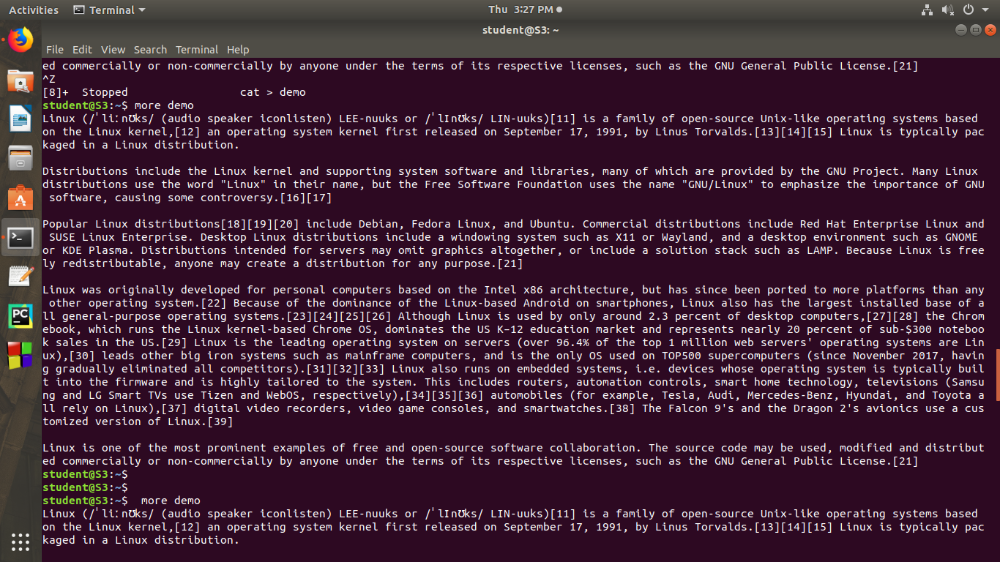 Activities Terminal Thu 3:27 PM
student@S3: ~
File Edit View Search Terminal Help
ed commercially or non-commercially by anyone under the terms of its respective licenses, such as the GNU General Public License.[21]
^Z
[8]+  Stopped                 cat > demo
student@S3:~$ more demo
Linux (/ˈliːnʊks/ (audio speaker iconlisten) LEE-nuuks or /ˈlɪnʊks/ LIN-uuks)[11] is a family of open-source Unix-like operating systems based
on the Linux kernel,[12] an operating system kernel first released on September 17, 1991, by Linus Torvalds.[13][14][15] Linux is typically pac
kaged in a Linux distribution.
Distributions include the Linux kernel and supporting system software and libraries, many of which are provided by the GNU Project. Many Linux
distributions use the word "Linux" in their name, but the Free Software Foundation uses the name "GNU/Linux" to emphasize the importance of GNU
 software, causing some controversy.[16][17]
Popular Linux distributions[18][19][20] include Debian, Fedora Linux, and Ubuntu. Commercial distributions include Red Hat Enterprise Linux and
 SUSE Linux Enterprise. Desktop Linux distributions include a windowing system such as X11 or Wayland, and a desktop environment such as GNOME
or KDE Plasma. Distributions intended for servers may omit graphics altogether, or include a solution stack such as LAMP. Because Linux is free
ly redistributable, anyone may create a distribution for any purpose.[21]
Linux was originally developed for personal computers based on the Intel x86 architecture, but has since been ported to more platforms than any
 other operating system.[22] Because of the dominance of the Linux-based Android on smartphones, Linux also has the largest installed base of a
ll general-purpose operating systems.[23][24][25][26] Although Linux is used by only around 2.3 percent of desktop computers,[27][28] the Chrom
ebook, which runs the Linux kernel-based Chrome OS, dominates the US K–12 education market and represents nearly 20 percent of sub-$300 noteboo
k sales in the US.[29] Linux is the leading operating system on servers (over 96.4% of the top 1 million web servers' operating systems are Lin
ux),[30] leads other big iron systems such as mainframe computers, and is the only OS used on TOP500 supercomputers (since November 2017, havin
g gradually eliminated all competitors).[31][32][33] Linux also runs on embedded systems, i.e. devices whose operating system is typically buil
t into the firmware and is highly tailored to the system. This includes routers, automation controls, smart home technology, televisions (Samsu
ng and LG Smart TVs use Tizen and WebOS, respectively),[34][35][36] automobiles (for example, Tesla, Audi, Mercedes-Benz, Hyundai, and Toyota a
ll rely on Linux),[37] digital video recorders, video game consoles, and smartwatches.[38] The Falcon 9's and the Dragon 2's avionics use a cus
tomized version of Linux.[39]
Linux is one of the most prominent examples of free and open-source software collaboration. The source code may be used, modified and distribut
ed commercially or non-commercially by anyone under the terms of its respective licenses, such as the GNU General Public License.[21]
student@S3:~$
student@S3:~$
student@S3:~$  more demo
Linux (/ˈliːnʊks/ (audio speaker iconlisten) LEE-nuuks or /ˈlɪnʊks/ LIN-uuks)[11] is a family of open-source Unix-like operating systems based
on the Linux kernel,[12] an operating system kernel first released on September 17, 1991, by Linus Torvalds.[13][14][15] Linux is typically pac
kaged in a Linux distribution.
PC